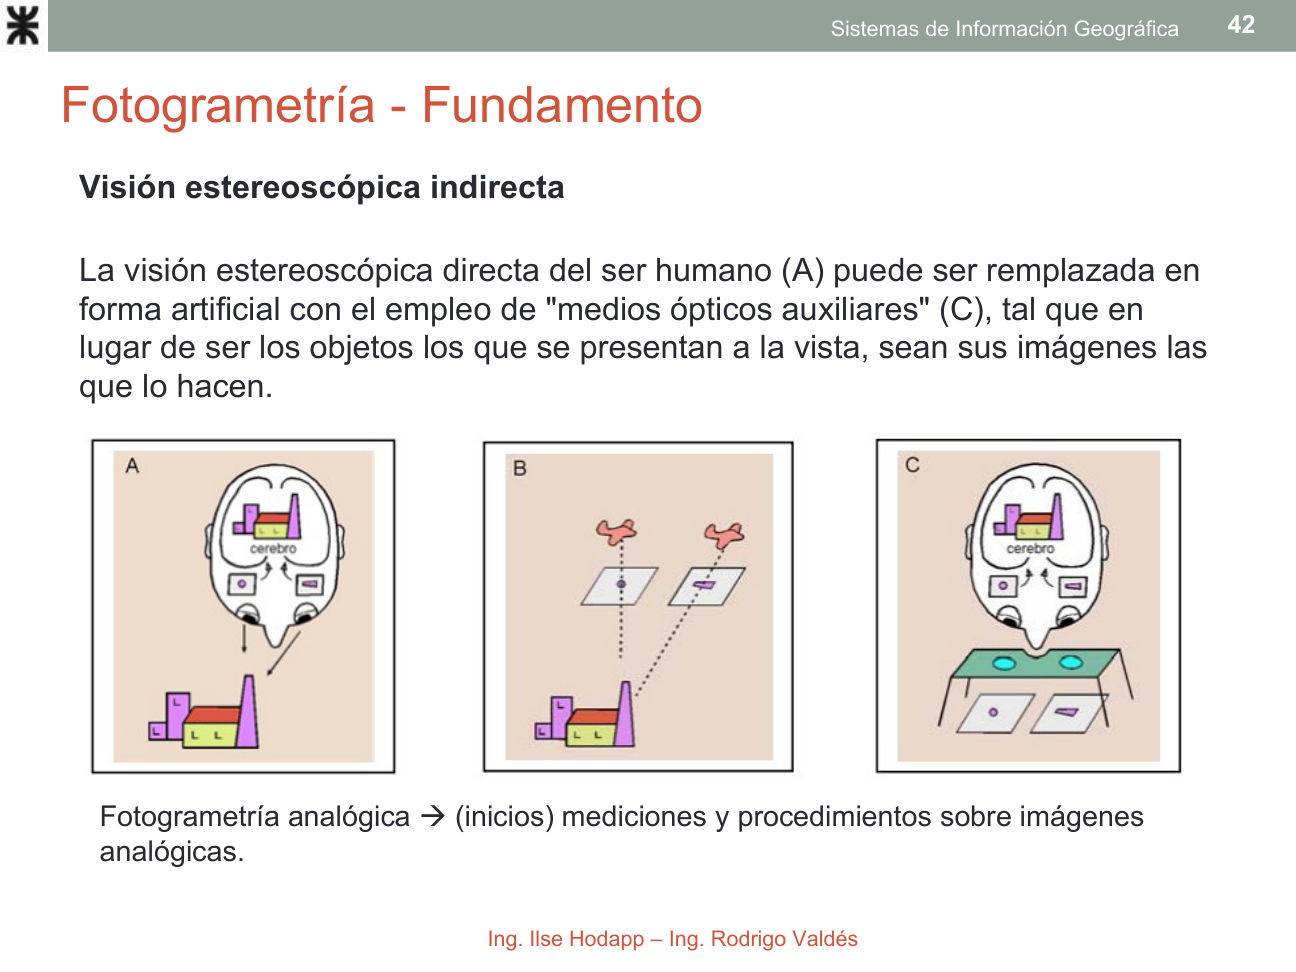 Sistemas de Información Geográfica 42
Fotogrametría - Fundamento
Visión estereoscópica indirecta
La visión estereoscópica directa del ser humano (A) puede ser remplazada en
forma artificial con el empleo de "medios ópticos auxiliares" (C), tal que en
lugar de ser los objetos los que se presentan a la vista, sean sus imágenes las
que lo hacen.
A
cerebro
B
C
cerebro
Fotogrametría analógica → (inicios) mediciones y procedimientos sobre imágenes
analógicas.
Ing. Ilse Hodapp – Ing. Rodrigo Valdés